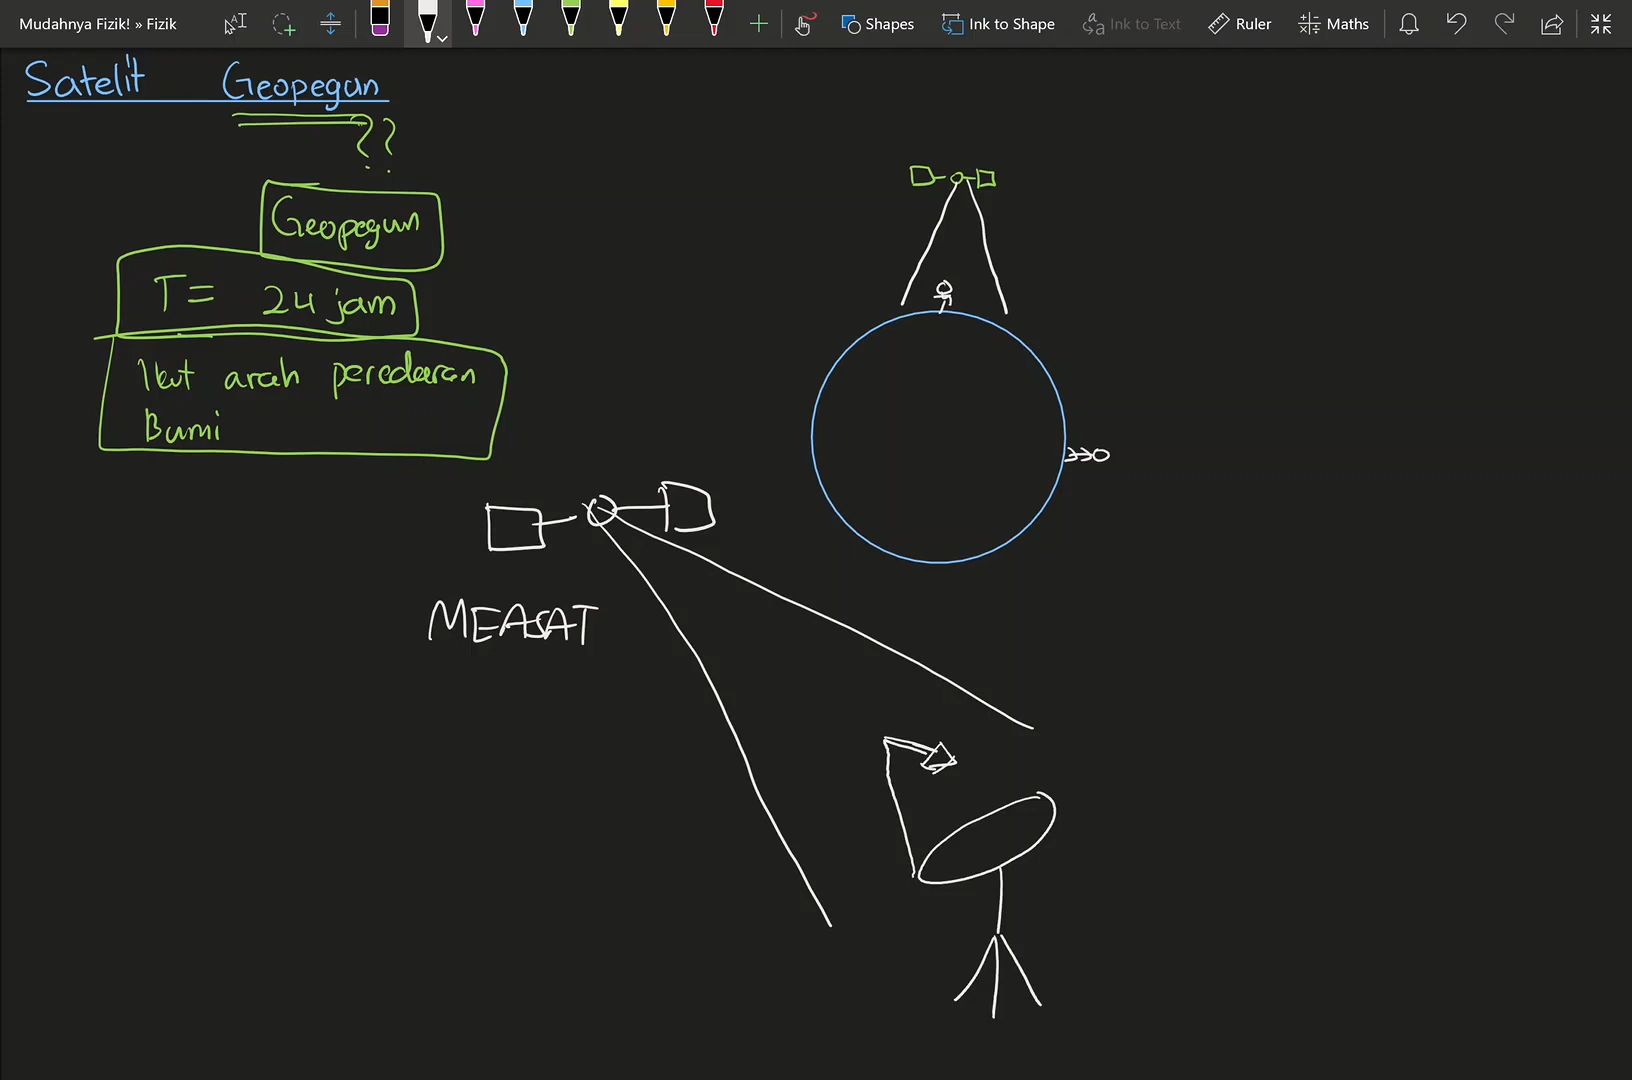 Mudahnya Fizik! » Fizik
Shapes
Ink to Shape
Ink to Text
Ruler
Maths
Satelit Geopegun
??
Geopegun
T = 24 jam
Ikut arah peredaran
Bumi
MEASAT